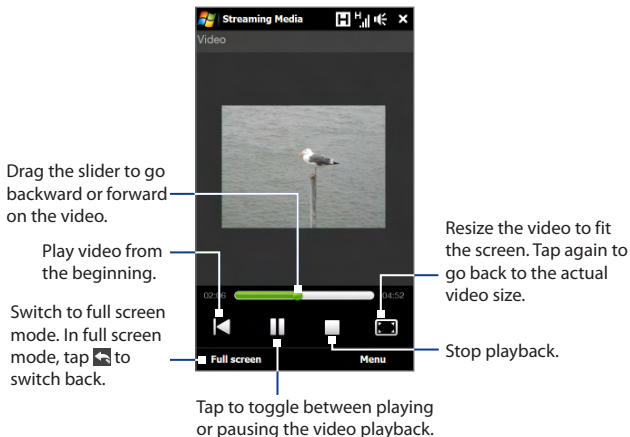 Streaming Media
H
Video
Drag the slider to go
backward or forward
on the video.
Play video from
the beginning.
Switch to full screen
mode. In full screen
mode, tap to
switch back.
02:06
04:52
Full screen
Menu
Resize the video to fit
the screen. Tap again to
go back to the actual
video size.
Stop playback.
Tap to toggle between playing
or pausing the video playback.